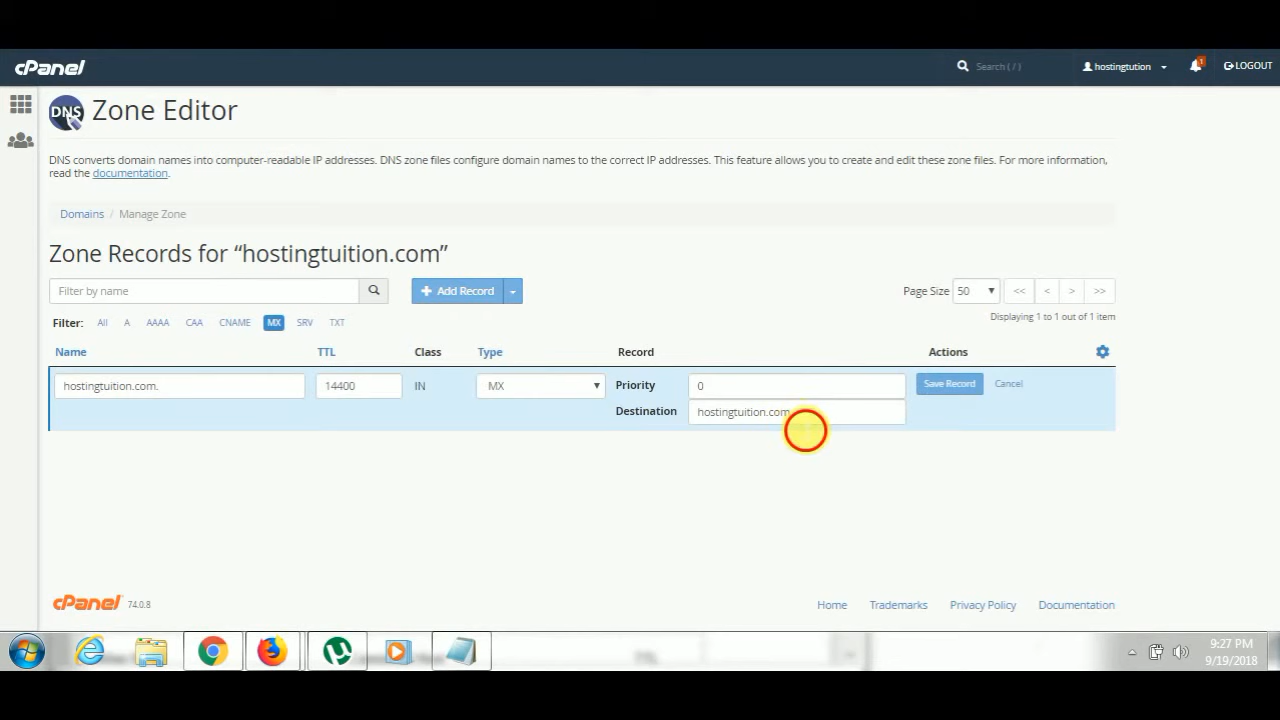 cPanel
Search ( / )
hostingtution
1
LOGOUT
DNS
Zone Editor
DNS converts domain names into computer-readable IP addresses. DNS zone files configure domain names to the correct IP addresses. This feature allows you to create and edit these zone files. For more information,
read the documentation.
Domains / Manage Zone
Zone Records for “hostingtuition.com”
Filter by name
+ Add Record
Page Size 50
<< < > >>
Displaying 1 to 1 out of 1 item
Filter: All A AAAA CAA CNAME MX SRV TXT
Name TTL Class Type Record Actions
hostingtuition.com. 14400 IN MX Priority 0 Save Record Cancel
Destination hostingtuition.com
cPanel 74.0.8
Home Trademarks Privacy Policy Documentation
9:27 PM
9/19/2018